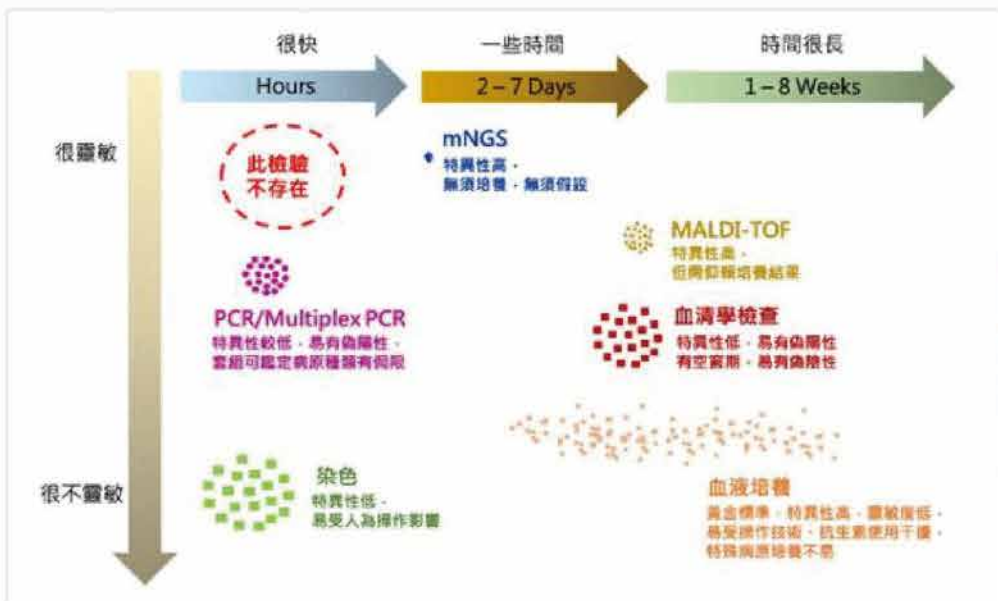 很快
一些時間
時間很長
Hours
2 – 7 Days
1 – 8 Weeks
很靈敏
此檢驗
不存在
mNGS
特異性高，
無須培養，無須假設
MALDI-TOF
特異性高，
但需仰賴培養結果
PCR/Multiplex PCR
特異性較低，易有偽陽性，
套組可鑑定病原種類有侷限
血清學檢查
特異性低，易有偽陽性
有空窗期，易有偽陰性
很不靈敏
染色
特異性低，
易受人為操作影響
血液培養
黃金標準，特異性高，靈敏度低，
易受操作技術、抗生素使用干擾，
特殊病原培養不易